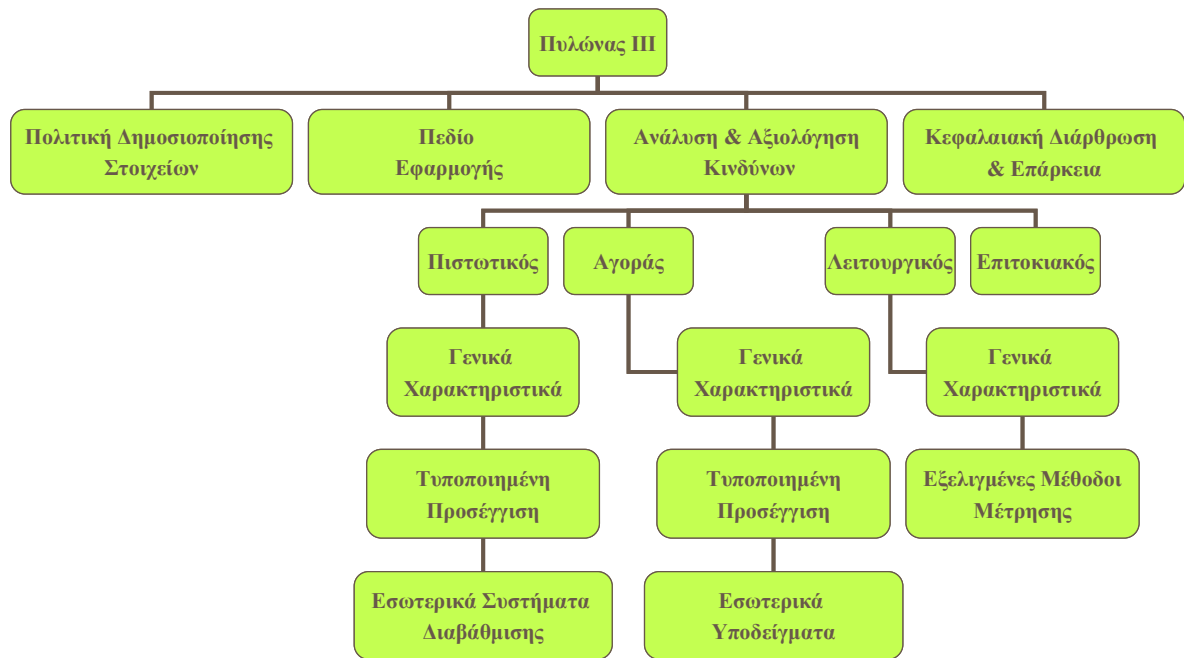 Πυλώνας ΙΙΙ
Πολιτική Δημοσιοποίησης
Στοιχείων
Πεδίο
Εφαρμογής
Ανάλυση & Αξιολόγηση
Κινδύνων
Κεφαλαιακή Διάρθρωση
& Επάρκεια
Πιστωτικός
Αγοράς
Λειτουργικός
Επιτοκιακός
Γενικά
Χαρακτηριστικά
Γενικά
Χαρακτηριστικά
Γενικά
Χαρακτηριστικά
Τυποποιημένη
Προσέγγιση
Τυποποιημένη
Προσέγγιση
Εξελιγμένες Μέθοδοι
Μέτρησης
Εσωτερικά Συστήματα
Διαβάθμισης
Εσωτερικά
Υποδείγματα